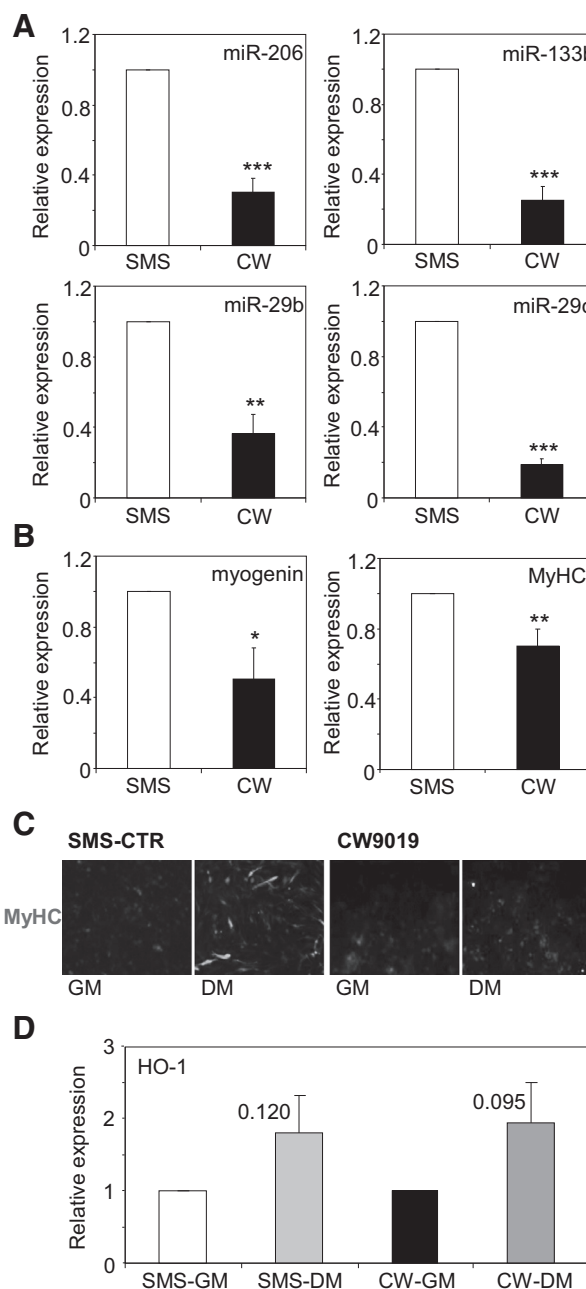 A
Relative expression
1.2
0.8
0.4
0
miR-206
***
SMS CW
Relative expression
1.2
0.8
0.4
0
***
SMS CW
Relative expression
1.2
0.8
0.4
0
miR-29b
**
SMS CW
Relative expression
1.2
0.8
0.4
0
***
SMS CW
B
Relative expression
1.2
0.8
0.4
0
myogenin
*
SMS CW
Relative expression
1.2
0.8
0.4
0
MyHC
**
SMS CW
C
SMS-CTR CW9019
MyHC
GM DM GM DM
D
Relative expression
3
2
1
0
HO-1
0.120
0.095
SMS-GM SMS-DM CW-GM CW-DM